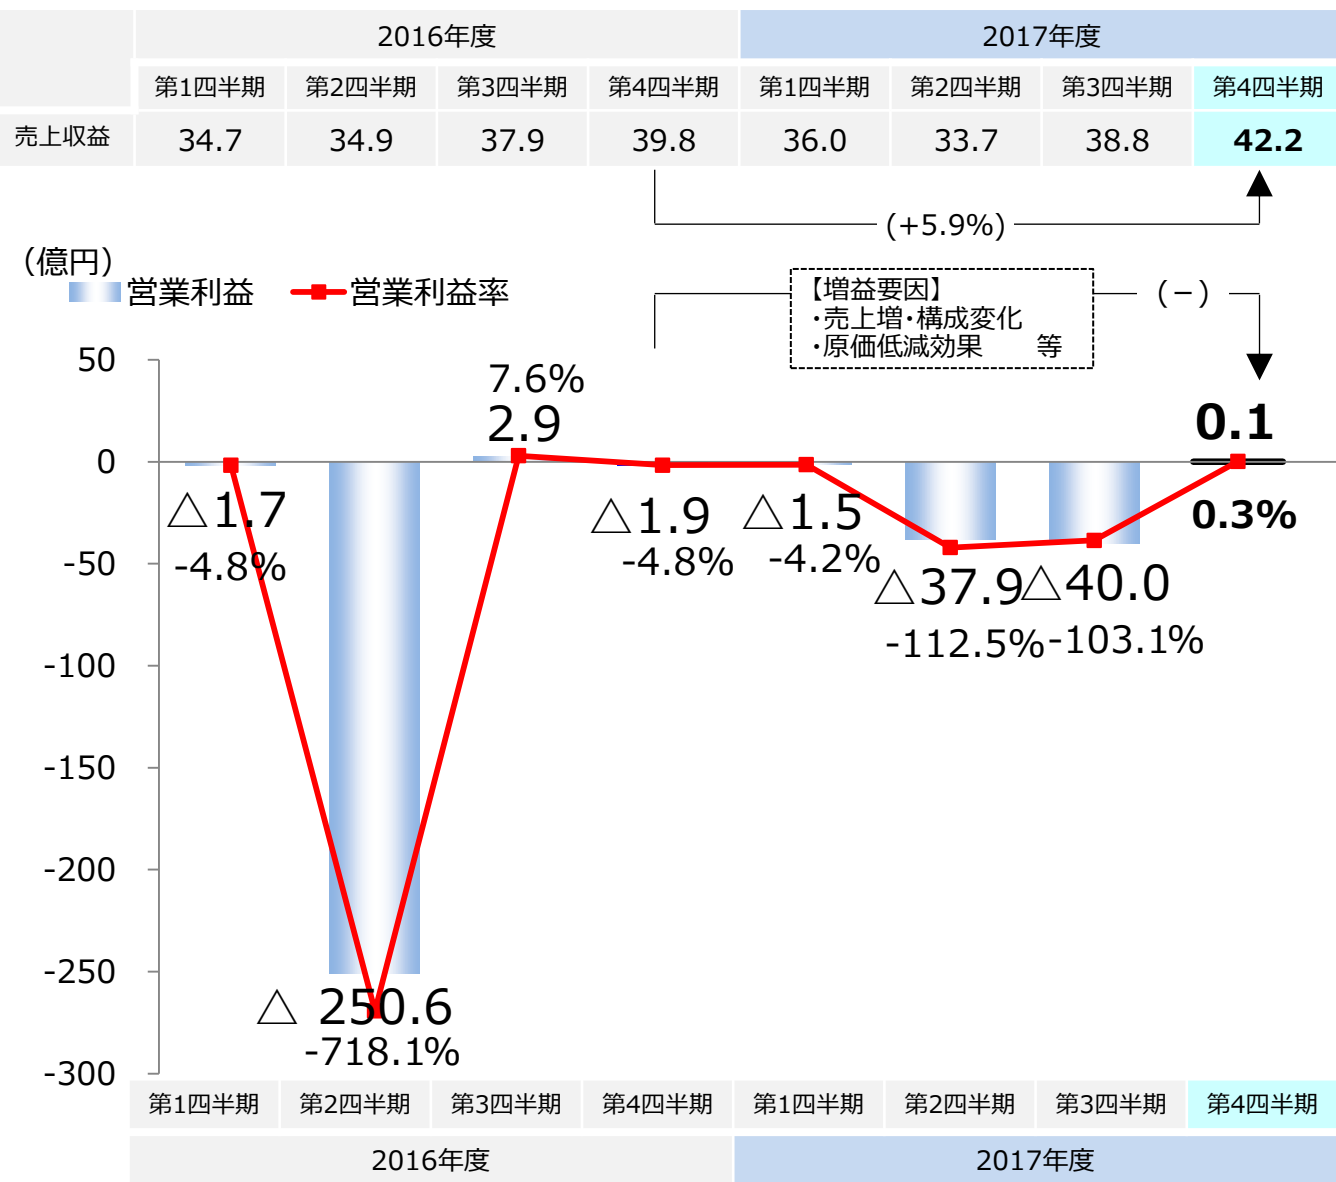 2016年度 2017年度
第1四半期 第2四半期 第3四半期 第4四半期 第1四半期 第2四半期 第3四半期 第4四半期
売上収益 34.7 34.9 37.9 39.8 36.0 33.7 38.8 42.2
(+5.9%)
（億円）
営業利益 営業利益率
【増益要因】
・売上増・構成変化
・原価低減効果 等
(－)
50
7.6%
2.9
0.1
0
△1.7
△1.9
△1.5
0.3%
-4.8%
-4.8%
-4.2%
-50
△37.9
△40.0
-112.5%
-103.1%
-100
-150
-200
-250
△ 250.6
-718.1%
-300
第1四半期 第2四半期 第3四半期 第4四半期 第1四半期 第2四半期 第3四半期 第4四半期
2016年度 2017年度